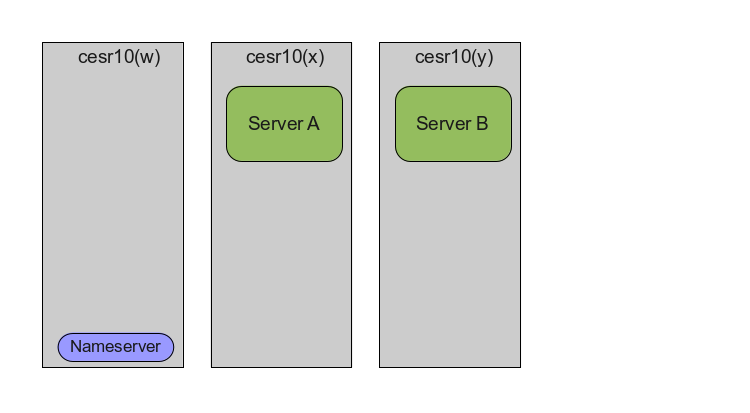 cesr10(w)
cesr10(x)
cesr10(y)
Server A
Server B
Nameserver